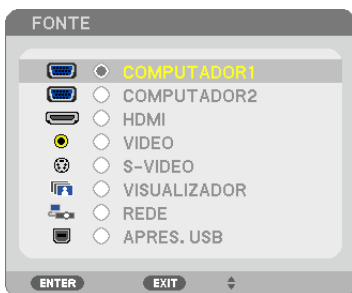 FONTE
COMPUTADOR1
COMPUTADOR2
HDMI
VIDEO
S-VIDEO
VISUALIZADOR
REDE
APRES. USB
ENTER EXIT